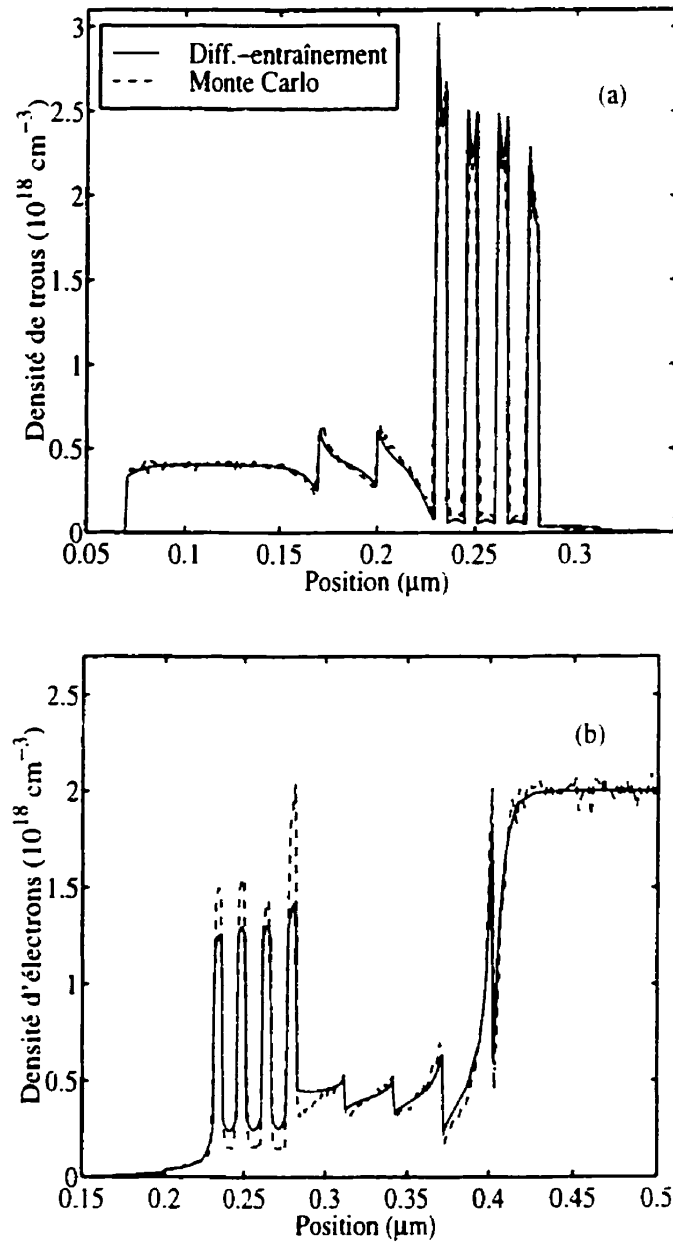 3
2.5
2
1.5
1
0.5
0
Densité de trous (10^18 cm^−3)
Diff.–entraînement
Monte Carlo
(a)
0.05 0.1 0.15 0.2 0.25 0.3
Position (μm)
2.5
2
1.5
1
0.5
0
Densité d'électrons (10^18 cm^−3)
(b)
0.15 0.2 0.25 0.3 0.35 0.4 0.45 0.5
Position (μm)